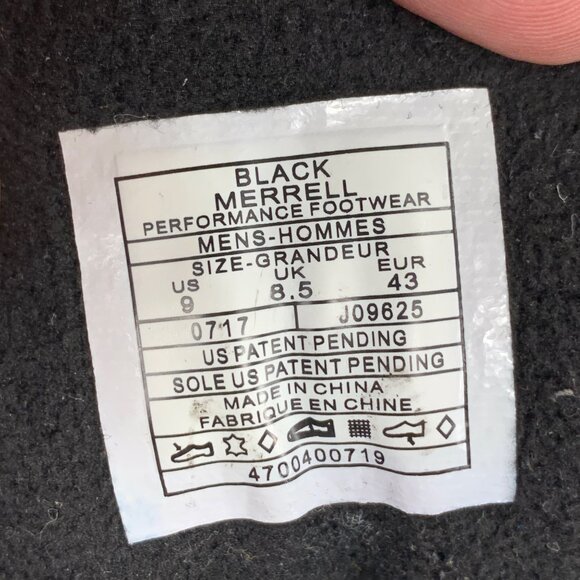 BLACK
MERRELL
PERFORMANCE FOOTWEAR
MENS-HOMMES
SIZE-GRANDEUR
US UK EUR
9 8.5 43
0717 J09625
US PATENT PENDING
SOLE US PATENT PENDING
MADE IN CHINA
FABRIQUE EN CHINE
4700400719